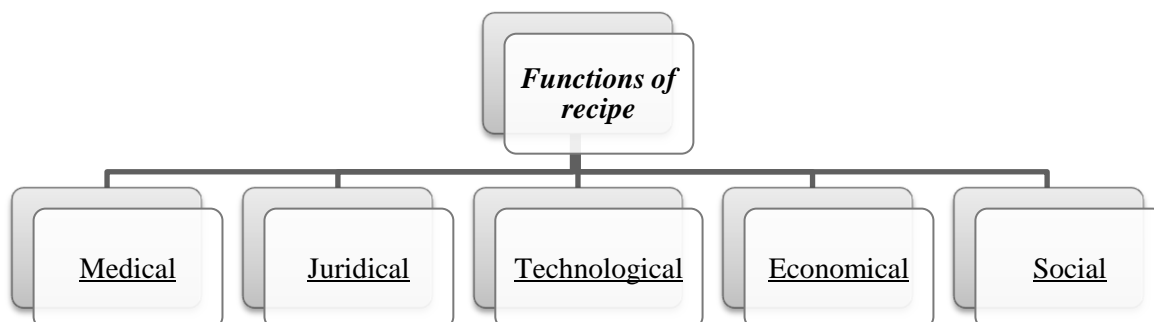 Functions of
recipe
Medical
Juridical
Technological
Economical
Social